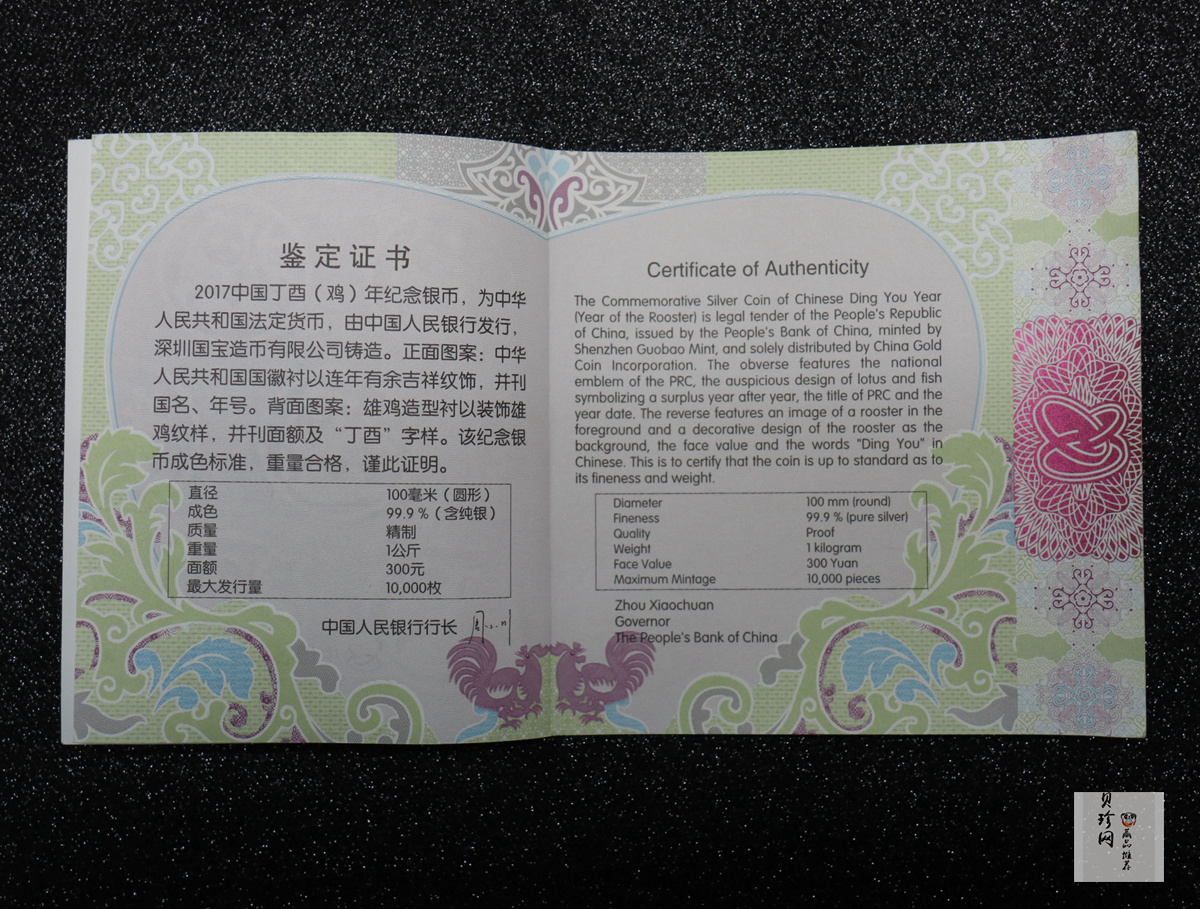 鉴定证书
2017中国丁酉（鸡）年纪念银币，为中华
人民共和国法定货币，由中国人民银行发行，
深圳国宝造币有限公司铸造。正面图案：中华
人民共和国国徽衬以连年有余吉祥纹饰，并刊
国名、年号。背面图案：雄鸡造型衬以装饰雄
鸡纹样，并刊面额及“丁酉”字样。该纪念银
币成色标准，重量合格，谨此证明。
直径 100毫米（圆形）
成色 99.9％（含纯银）
质量 精制
重量 1公斤
面额 300元
最大发行量 10,000枚
中国人民银行行长
Certificate of Authenticity
The Commemorative Silver Coin of Chinese Ding You Year
(Year of the Rooster) is legal tender of the People's Republic
of China, issued by the People's Bank of China, minted by
Shenzhen Guobao Mint, and solely distributed by China Gold
Coin Incorporation. The obverse features the national
emblem of the PRC, the auspicious design of lotus and fish
symbolizing a surplus year after year, the title of PRC and the
year date. The reverse features an image of a rooster in the
foreground and a decorative design of the rooster as the
background, the face value and the words "Ding You" in
Chinese. This is to certify that the coin is up to standard as to
its fineness and weight.
Diameter 100 mm (round)
Fineness 99.9 % (pure silver)
Quality Proof
Weight 1 kilogram
Face Value 300 Yuan
Maximum Mintage 10,000 pieces
Zhou Xiaochuan
Governor
The People's Bank of China
贝珍网
藏品推荐